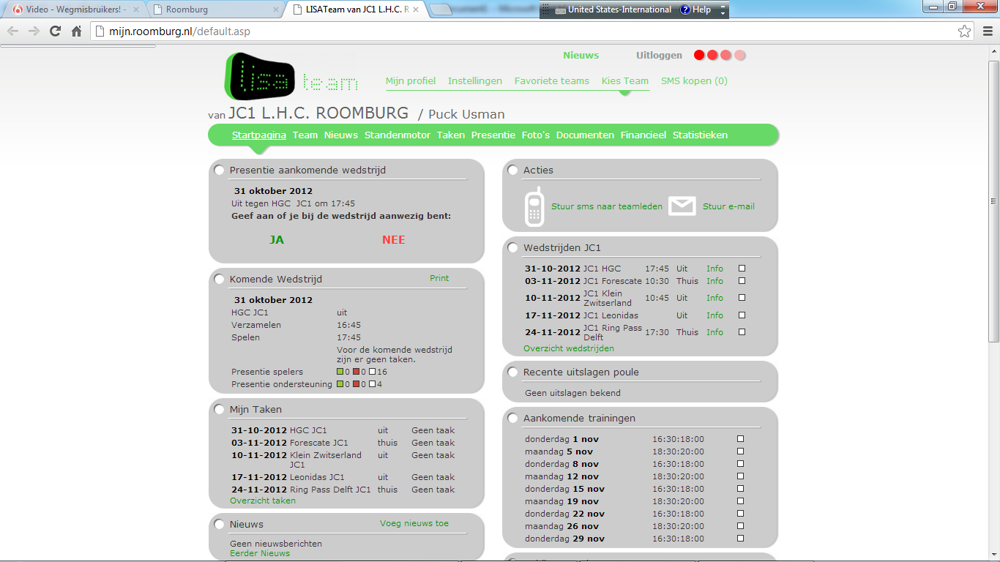 Video - Wegmisbruikers! -
Roomburg
LISATeam van JC1 L.H.C. R
United States-International
Help
mijn.roomburg.nl/default.asp
Nieuws Uitloggen
lisa team
Mijn profiel Instellingen Favoriete teams Kies Team SMS kopen (0)
van JC1 L.H.C. ROOMBURG / Puck Usman
Startpagina Team Nieuws Standenmotor Taken Presentie Foto's Documenten Financieel Statistieken
Presentie aankomende wedstrijd
31 oktober 2012
Uit tegen HGC JC1 om 17:45
Geef aan of je bij de wedstrijd aanwezig bent:
JA NEE
Komende Wedstrijd Print
31 oktober 2012
HGC JC1 uit
Verzamelen 16:45
Spelen 17:45
Voor de komende wedstrijd
zijn er geen taken.
Presentie spelers 0 0 16
Presentie ondersteuning 0 0 4
Mijn Taken
31-10-2012 HGC JC1 uit Geen taak
03-11-2012 Forescate JC1 thuis Geen taak
10-11-2012 Klein Zwitserland uit Geen taak
JC1
17-11-2012 Leonidas JC1 uit Geen taak
24-11-2012 Ring Pass Delft JC1 thuis Geen taak
Overzicht taken
Nieuws Voeg nieuws toe
Geen nieuwsberichten
Eerder Nieuws
Acties
Stuur sms naar teamleden Stuur e-mail
Wedstrijden JC1
31-10-2012 JC1 HGC 17:45 Uit Info
03-11-2012 JC1 Forescate 10:30 Thuis Info
10-11-2012 JC1 Klein Zwitserland 10:45 Uit Info
17-11-2012 JC1 Leonidas Uit Info
24-11-2012 JC1 Ring Pass Delft 17:30 Thuis Info
Overzicht wedstrijden
Recente uitslagen poule
Geen uitslagen bekend
Aankomende trainingen
donderdag 1 nov 16:30:18:00
maandag 5 nov 18:30:20:00
donderdag 8 nov 16:30:18:00
maandag 12 nov 18:30:20:00
donderdag 15 nov 16:30:18:00
maandag 19 nov 18:30:20:00
donderdag 22 nov 16:30:18:00
maandag 26 nov 18:30:20:00
donderdag 29 nov 16:30:18:00